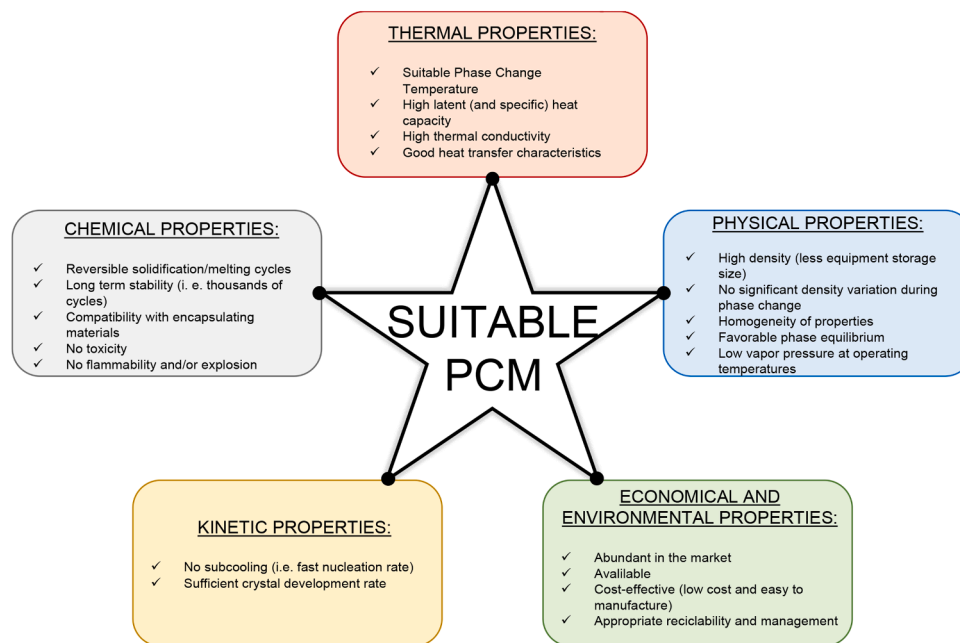 THERMAL PROPERTIES:
✓ Suitable Phase Change
Temperature
✓ High latent (and specific) heat
capacity
✓ High thermal conductivity
✓ Good heat transfer characteristics
CHEMICAL PROPERTIES:
✓ Reversible solidification/melting cycles
✓ Long term stability (i. e. thousands of
cycles)
✓ Compatibility with encapsulating
materials
✓ No toxicity
✓ No flammability and/or explosion
SUITABLE
PCM
PHYSICAL PROPERTIES:
✓ High density (less equipment storage
size)
✓ No significant density variation during
phase change
✓ Homogeneity of properties
✓ Favorable phase equilibrium
✓ Low vapor pressure at operating
temperatures
KINETIC PROPERTIES:
✓ No subcooling (i.e. fast nucleation rate)
✓ Sufficient crystal development rate
ECONOMICAL AND
ENVIRONMENTAL PROPERTIES:
✓ Abundant in the market
✓ Available
✓ Cost-effective (low cost and easy to
manufacture)
✓ Appropriate reciclability and management